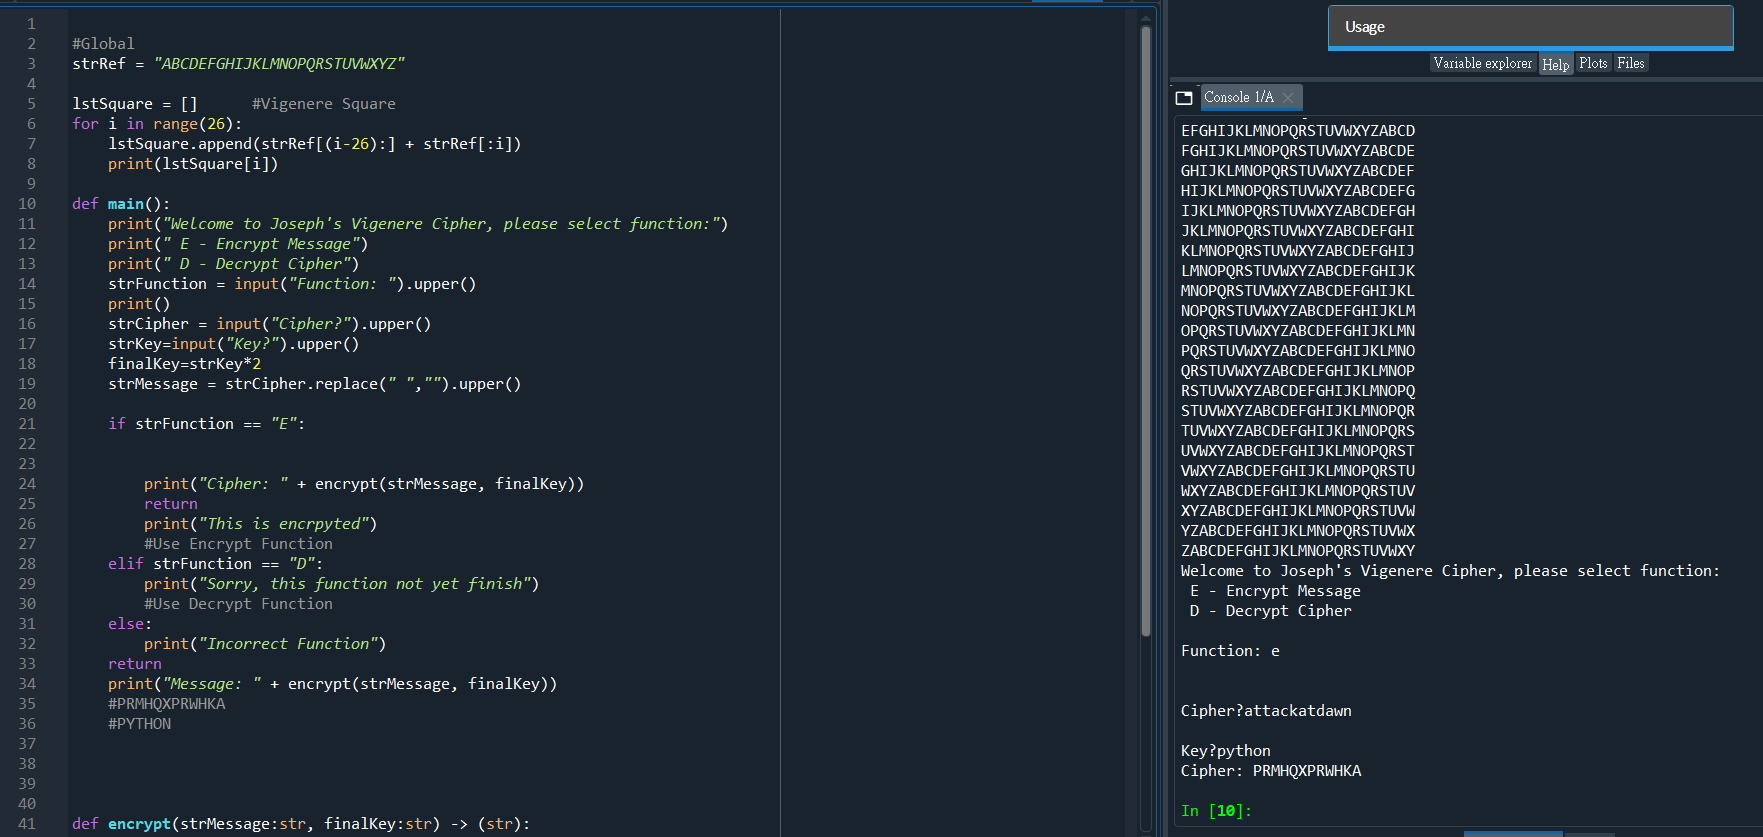 1
2 #Global
3 strRef = "ABCDEFGHIJKLMNOPQRSTUVWXYZ"
4
5 lstSquare = [] #Vigenere Square
6 for i in range(26):
7 lstSquare.append(strRef[(i-26):] + strRef[:i])
8 print(lstSquare[i])
9
10 def main():
11 print("Welcome to Joseph's Vigenere Cipher, please select function:")
12 print(" E - Encrypt Message")
13 print(" D - Decrypt Cipher")
14 strFunction = input("Function: ").upper()
15 print()
16 strCipher = input("Cipher?").upper()
17 strKey=input("Key?").upper()
18 finalKey=strKey*2
19 strMessage = strCipher.replace(" ","").upper()
20
21 if strFunction == "E":
22
23
24 print("Cipher: " + encrypt(strMessage, finalKey))
25 return
26 print("This is encrpyted")
27 #Use Encrypt Function
28 elif strFunction == "D":
29 print("Sorry, this function not yet finish")
30 #Use Decrypt Function
31 else:
32 print("Incorrect Function")
33 return
34 print("Message: " + encrypt(strMessage, finalKey))
35 #PRMHQXPRWHKA
36 #PYTHON
37
38
39
40
41 def encrypt(strMessage:str, finalKey:str) -> (str):
Usage
Variable explorer Help Plots Files
Console 1/A
EFGHIJKLMNOPQRSTUVWXYZABCD
FGHIJKLMNOPQRSTUVWXYZABCDE
GHIJKLMNOPQRSTUVWXYZABCDEF
HIJKLMNOPQRSTUVWXYZABCDEFG
IJKLMNOPQRSTUVWXYZABCDEFGH
JKLMNOPQRSTUVWXYZABCDEFGHI
KLMNOPQRSTUVWXYZABCDEFGHIJ
LMNOPQRSTUVWXYZABCDEFGHIJK
MNOPQRSTUVWXYZABCDEFGHIJKL
NOPQRSTUVWXYZABCDEFGHIJKLM
OPQRSTUVWXYZABCDEFGHIJKLMN
PQRSTUVWXYZABCDEFGHIJKLMNO
QRSTUVWXYZABCDEFGHIJKLMNOP
RSTUVWXYZABCDEFGHIJKLMNOPQ
STUVWXYZABCDEFGHIJKLMNOPQR
TUVWXYZABCDEFGHIJKLMNOPQRS
UVWXYZABCDEFGHIJKLMNOPQRST
VWXYZABCDEFGHIJKLMNOPQRSTU
WXYZABCDEFGHIJKLMNOPQRSTUV
XYZABCDEFGHIJKLMNOPQRSTUVW
YZABCDEFGHIJKLMNOPQRSTUVWX
ZABCDEFGHIJKLMNOPQRSTUVWXY
Welcome to Joseph's Vigenere Cipher, please select function:
E - Encrypt Message
D - Decrypt Cipher
Function: e
Cipher?attackatdawn
Key?python
Cipher: PRMHQXPRWHKA
In [10]: